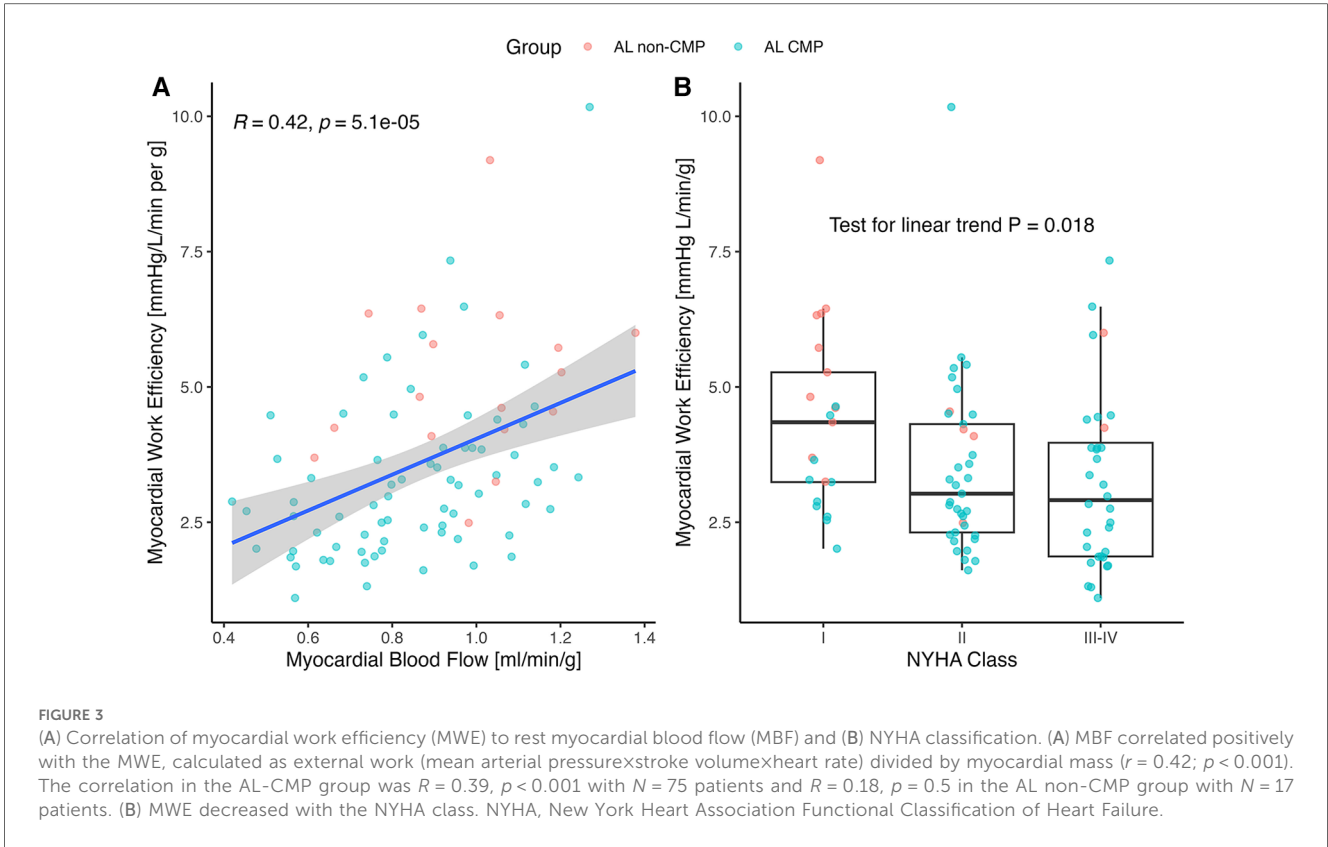 Group AL non-CMP AL CMP
A
R = 0.42, p = 5.1e-05
Myocardial Work Efficiency [mmHg/L/min per g]
10.0
7.5
5.0
2.5
0.4 0.6 0.8 1.0 1.2 1.4
Myocardial Blood Flow [ml/min/g]
B
Test for linear trend P = 0.018
Myocardial Work Efficiency [mmHg L/min/g]
10.0
7.5
5.0
2.5
I II III-IV
NYHA Class
FIGURE 3
(A) Correlation of myocardial work efficiency (MWE) to rest myocardial blood flow (MBF) and (B) NYHA classification. (A) MBF correlated positively
with the MWE, calculated as external work (mean arterial pressure×stroke volume×heart rate) divided by myocardial mass (r = 0.42; p < 0.001).
The correlation in the AL-CMP group was R = 0.39, p < 0.001 with N = 75 patients and R = 0.18, p = 0.5 in the AL non-CMP group with N = 17
patients. (B) MWE decreased with the NYHA class. NYHA, New York Heart Association Functional Classification of Heart Failure.